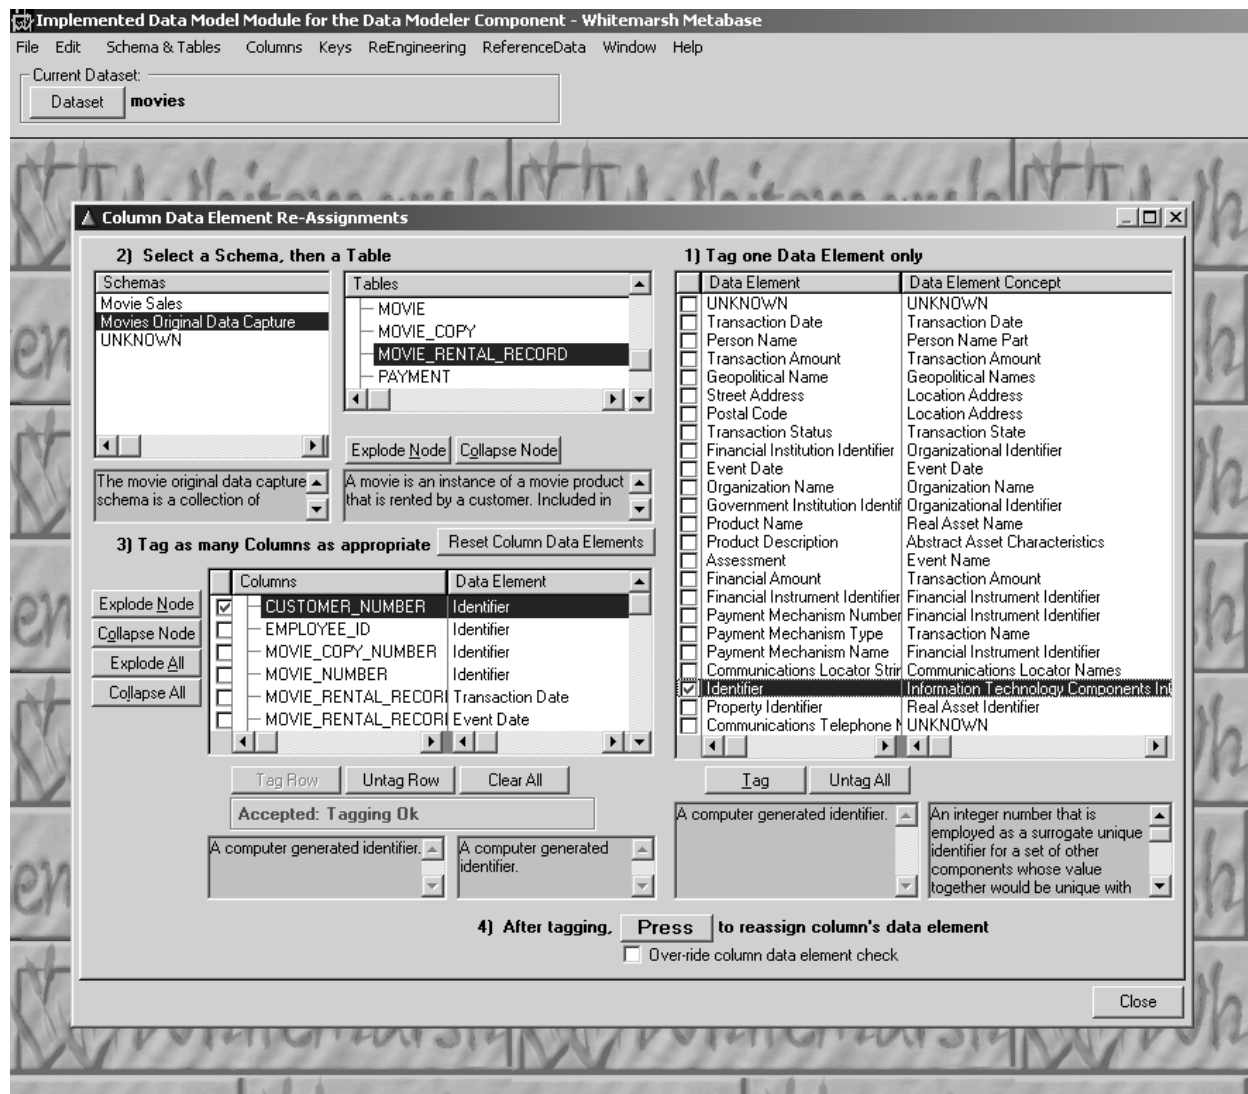 Implemented Data Model Module for the Data Modeler Component - Whitemarsh Metabase
File Edit Schema & Tables Columns Keys ReEngineering ReferenceData Window Help
Current Dataset:
Dataset movies
Column Data Element Re-Assignments
2) Select a Schema, then a Table
Schemas
Movie Sales
Movies Original Data Capture
UNKNOWN
Tables
MOVIE
MOVIE_COPY
MOVIE_RENTAL_RECORD
PAYMENT
Explode Node Collapse Node
The movie original data capture
schema is a collection of
A movie is an instance of a movie product
that is rented by a customer. Included in
3) Tag as many Columns as appropriate Reset Column Data Elements
Explode Node
Collapse Node
Explode All
Collapse All
Columns Data Element
CUSTOMER_NUMBER Identifier
EMPLOYEE_ID Identifier
MOVIE_COPY_NUMBER Identifier
MOVIE_NUMBER Identifier
MOVIE_RENTAL_RECORI Transaction Date
MOVIE_RENTAL_RECORI Event Date
Tag Row Untag Row Clear All
Accepted: Tagging Ok
A computer generated identifier.
A computer generated
identifier.
1) Tag one Data Element only
Data Element Data Element Concept
UNKNOWN UNKNOWN
Transaction Date Transaction Date
Person Name Person Name Part
Transaction Amount Transaction Amount
Geopolitical Name Geopolitical Names
Street Address Location Address
Postal Code Location Address
Transaction Status Transaction State
Financial Institution Identifier Organizational Identifier
Event Date Event Date
Organization Name Organization Name
Government Institution Identif Organizational Identifier
Product Name Real Asset Name
Product Description Abstract Asset Characteristics
Assessment Event Name
Financial Amount Transaction Amount
Financial Instrument Identifier Financial Instrument Identifier
Payment Mechanism Number Financial Instrument Identifier
Payment Mechanism Type Transaction Name
Payment Mechanism Name Financial Instrument Identifier
Communications Locator Strin Communications Locator Names
Identifier Information Technology Components Int
Property Identifier Real Asset Identifier
Communications Telephone N UNKNOWN
Tag Untag All
A computer generated identifier.
An integer number that is
employed as a surrogate unique
identifier for a set of other
components whose value
together would be unique with
4) After tagging, Press to reassign column's data element
Over-ride column data element check
Close